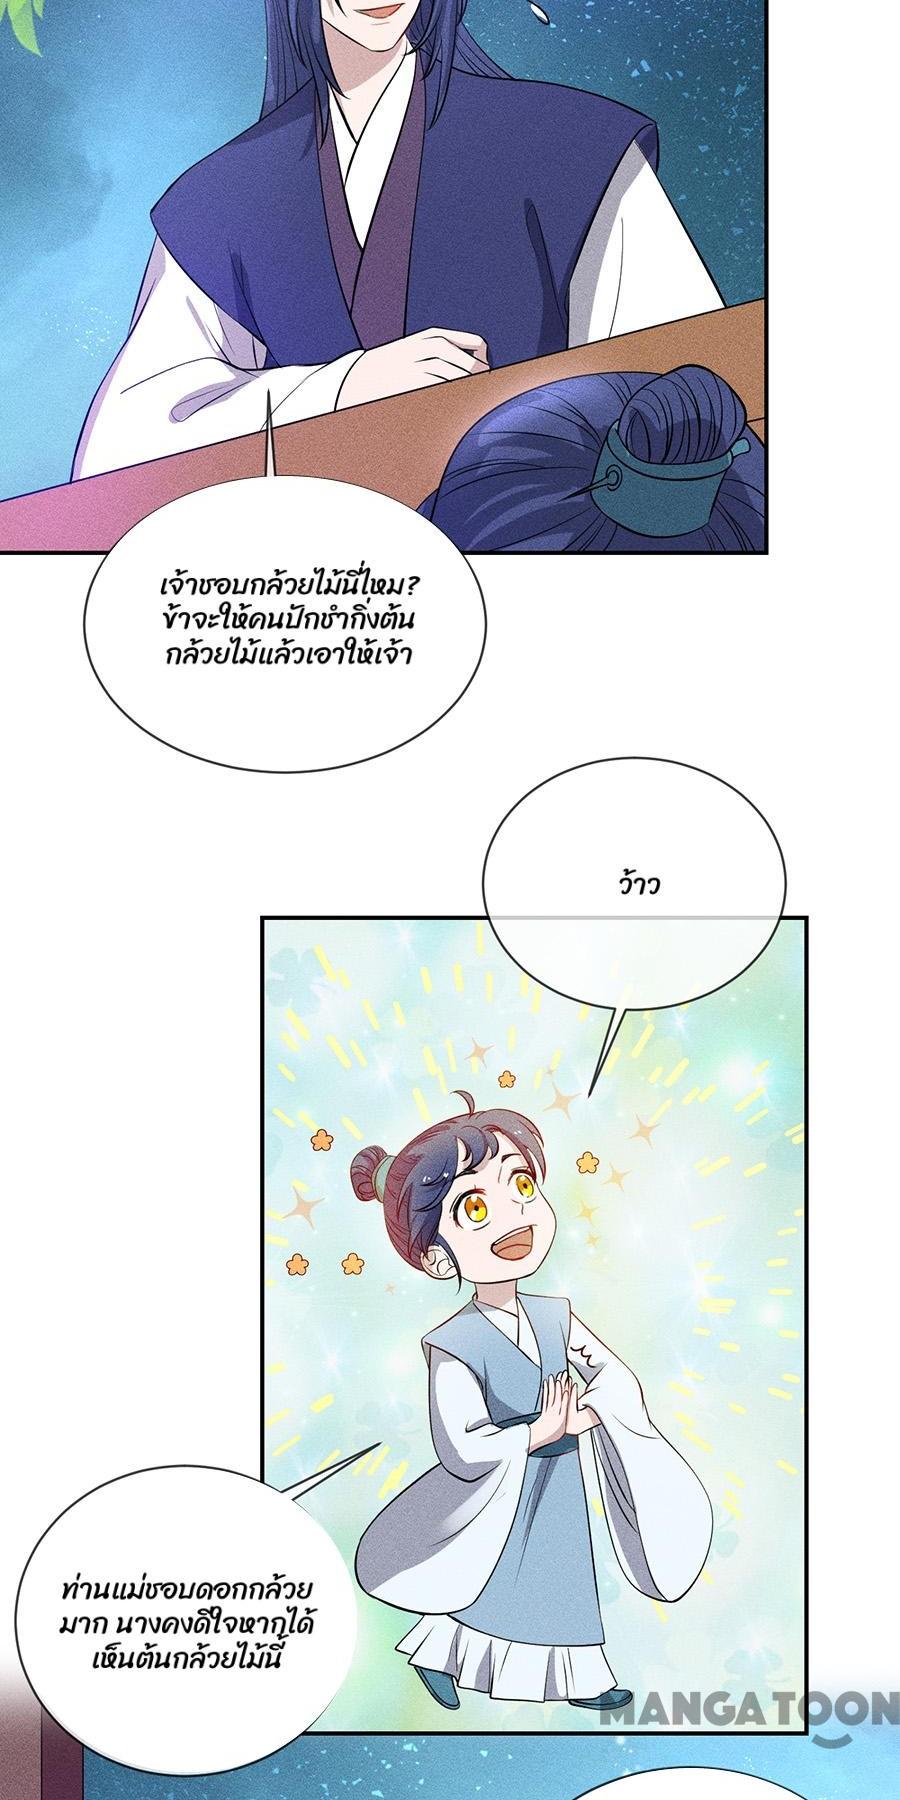 เจ้าชอบกล้วยไม้นี่ไหม?
ข้าจะให้คนปักชำกิ่งต้น
กล้วยไม้แล้วเอาให้เจ้า
ว้าว
ท่านแม่ชอบดอกกล้วย
มาก นางคงดีใจหากได้
เห็นต้นกล้วยไม้นี้
MANGATOON